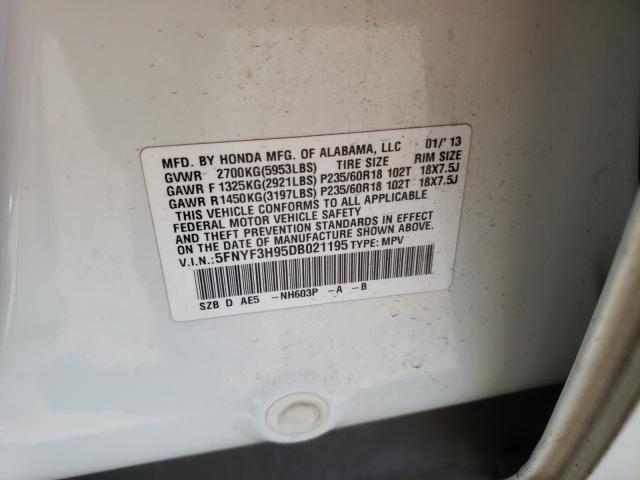 MFD. BY HONDA MFG. OF ALABAMA, LLC 01/'13
GVWR 2700KG(5953LBS) TIRE SIZE RIM SIZE
GAWR F 1325KG(2921LBS) P235/60R18 102T 18X7.5J
GAWR R1450KG(3197LBS) P235/60R18 102T 18X7.5J
THIS VEHICLE CONFORMS TO ALL APPLICABLE
FEDERAL MOTOR VEHICLE SAFETY
AND THEFT PREVENTION STANDARDS IN EFFECT
ON THE DATE OF MANUFACTURE SHOWN ABOVE.
V.I.N.:5FNYF3H95DB021195 TYPE: MPV
SZB D AE5 -NH603P -A -B